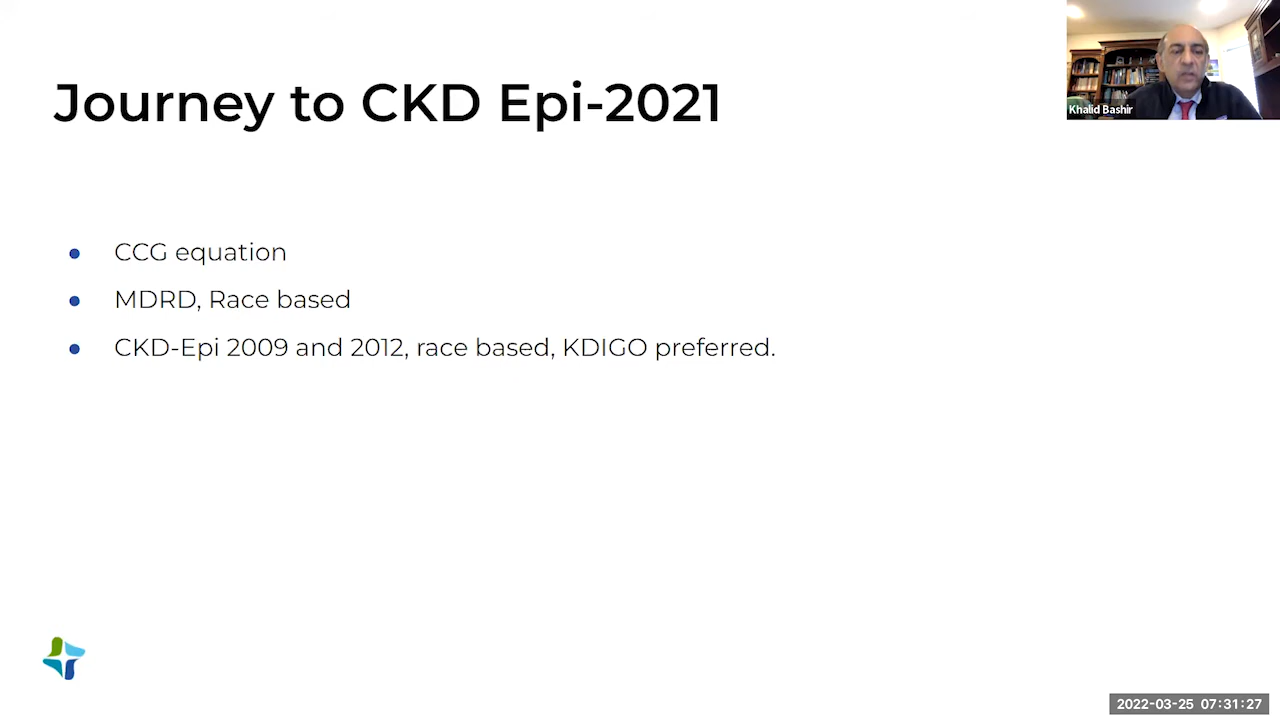 Journey to CKD Epi-2021
Khalid Bashir
CCG equation
MDRD, Race based
CKD-Epi 2009 and 2012, race based, KDIGO preferred.
2022-03-25 07:31:27